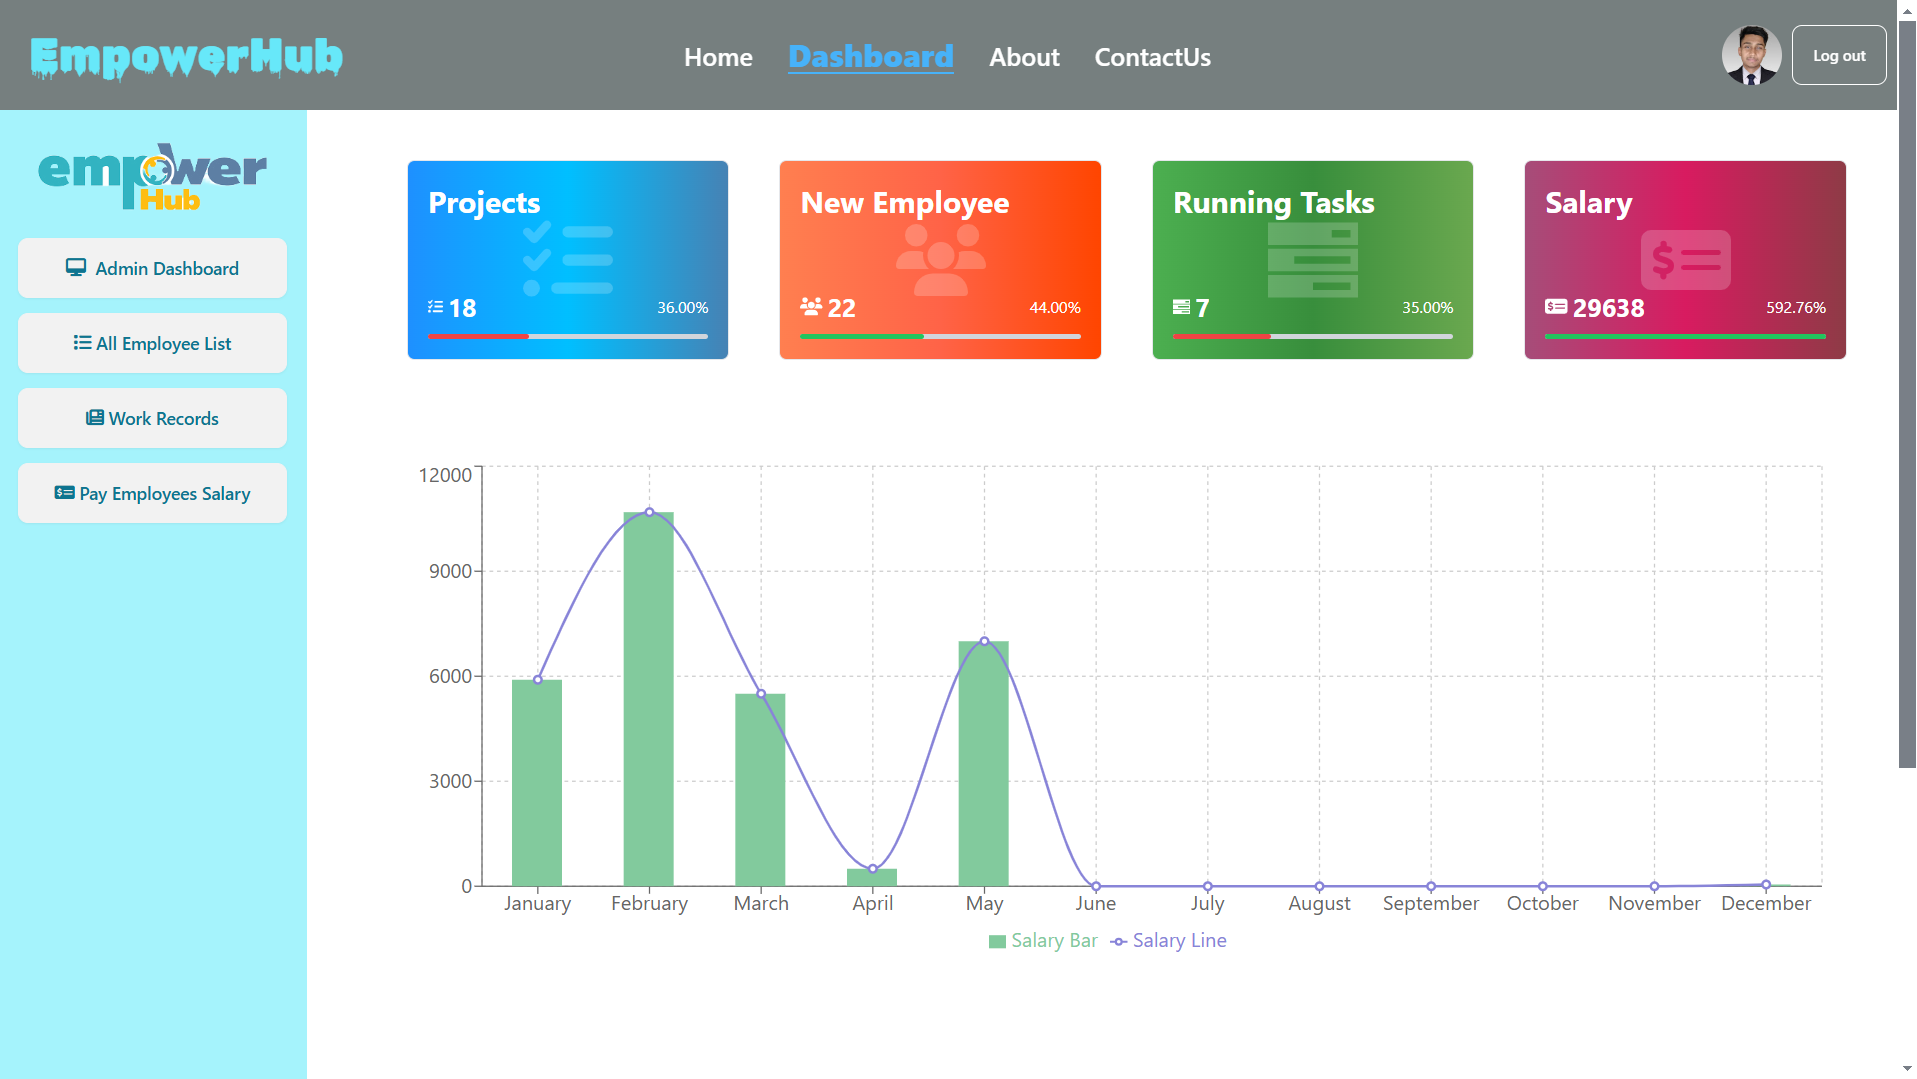 EmpowerHub
Home Dashboard About ContactUs
Log out
empower
Hub
Admin Dashboard
All Employee List
Work Records
Pay Employees Salary
Projects
18 36.00%
New Employee
22 44.00%
Running Tasks
7 35.00%
Salary
$
29638 592.76%
12000
9000
6000
3000
0
January February March April May June July August September October November December
Salary Bar Salary Line